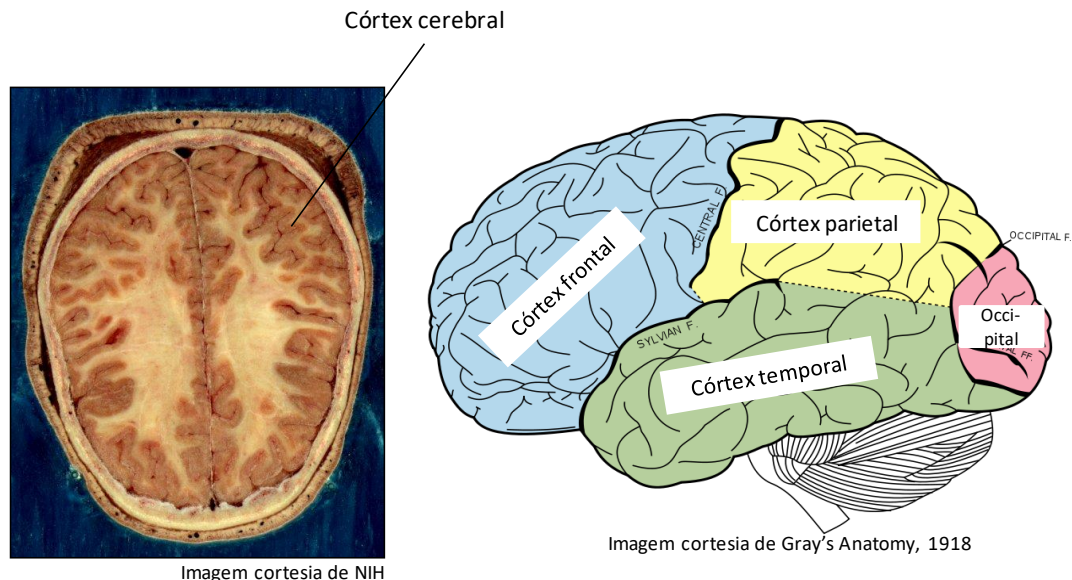 Córtex cerebral
CENTRAL F.
Córtex parietal
OCCIPITAL F.
Córtex frontal
Occi-
pital
FF.
SYLVIAN F.
Córtex temporal
Imagem cortesia de Gray's Anatomy, 1918
Imagem cortesia de NIH